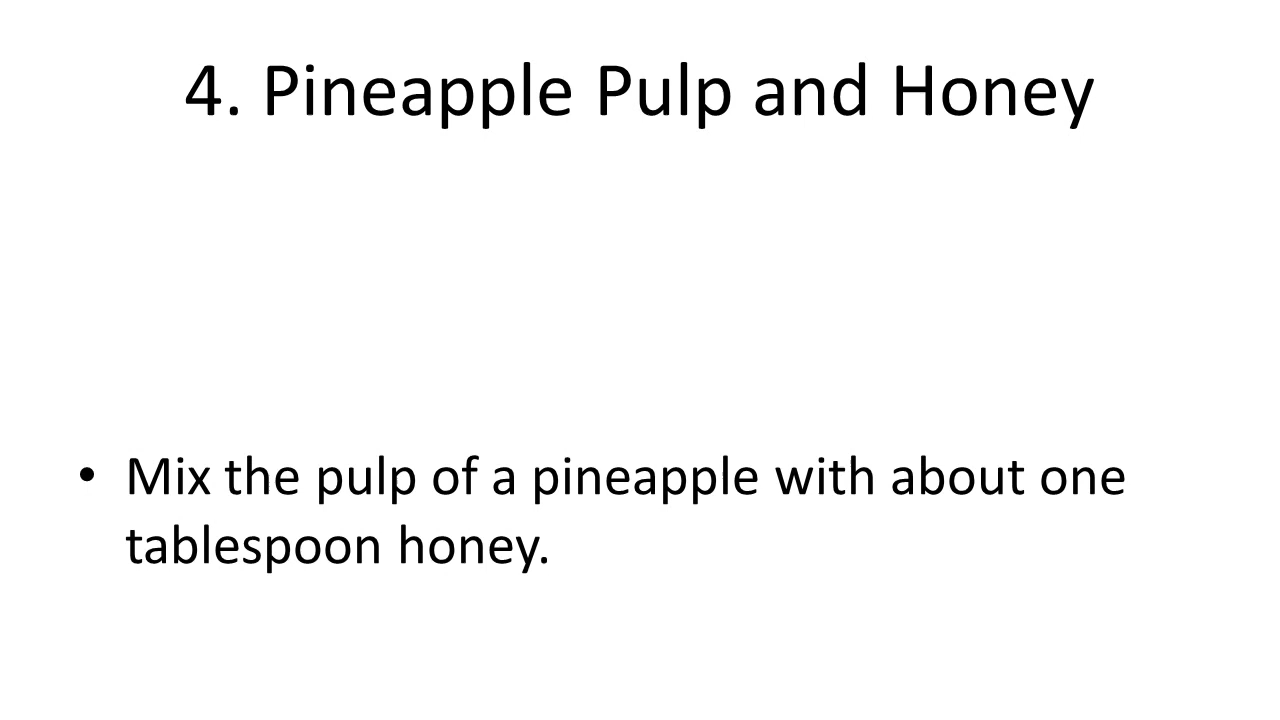 4. Pineapple Pulp and Honey
• Mix the pulp of a pineapple with about one
tablespoon honey.